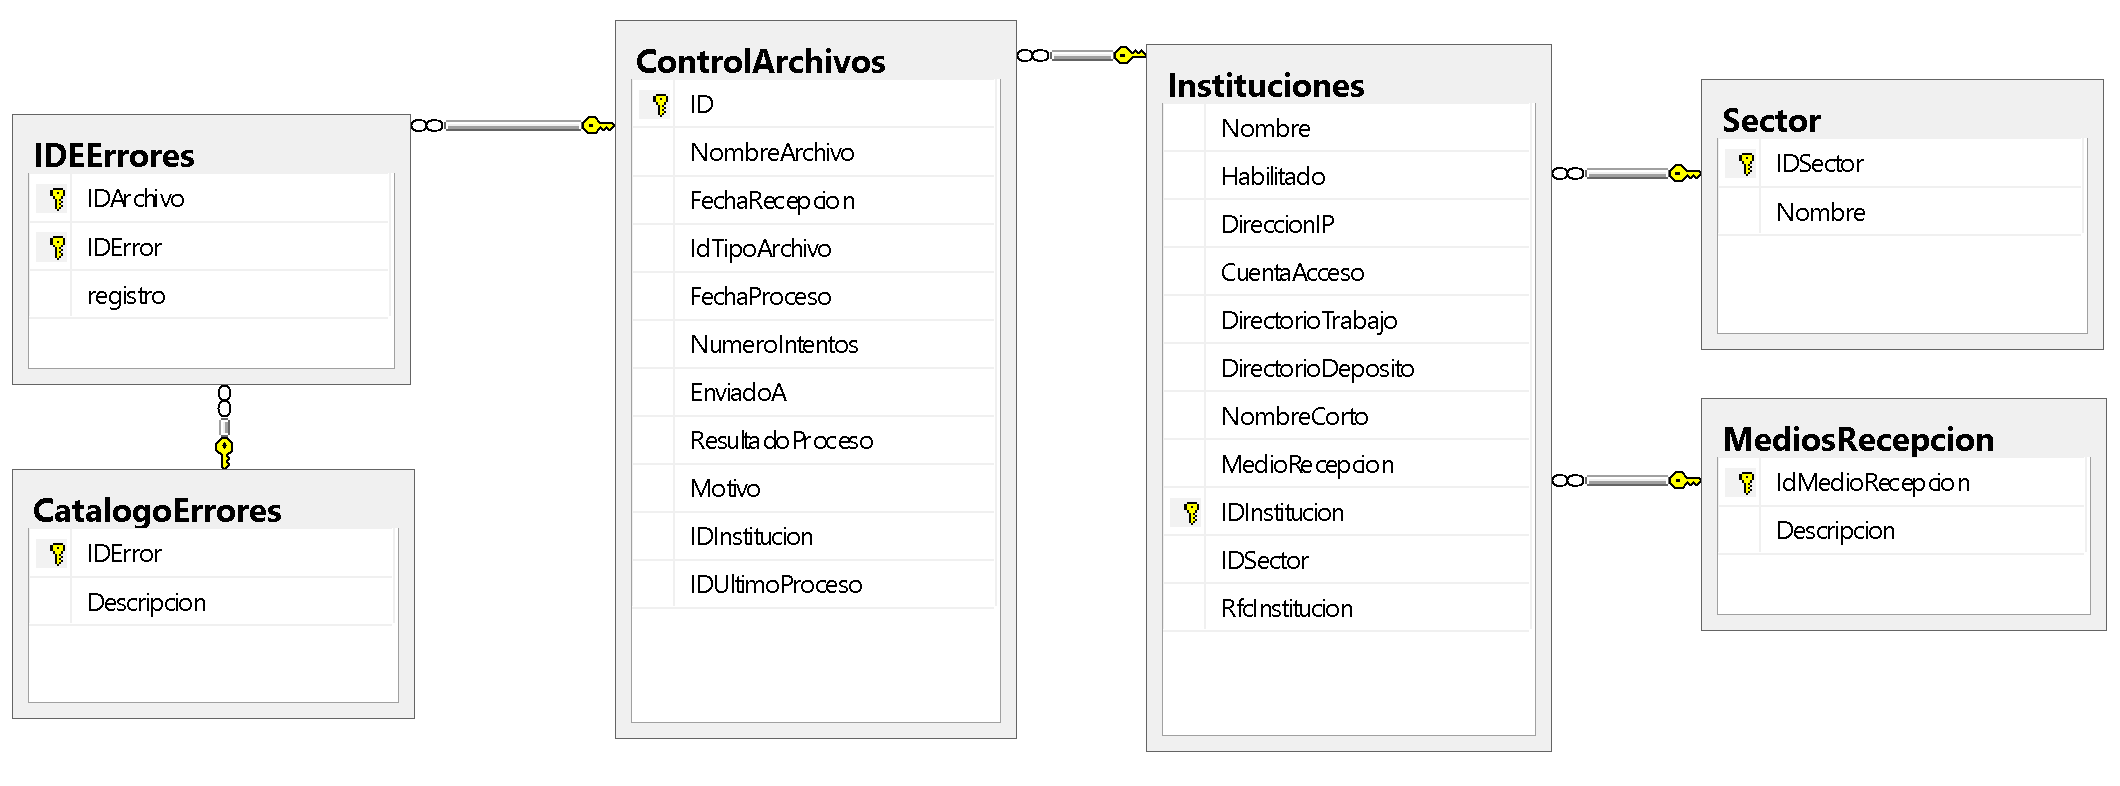 IDEErrores
IDArchivo
IDError
registro
CatalogoErrores
IDError
Descripcion
ControlArchivos
ID
NombreArchivo
FechaRecepcion
IdTipoArchivo
FechaProceso
NumeroIntentos
EnviadoA
ResultadoProceso
Motivo
IDInstitucion
IDUltimoProceso
Instituciones
Nombre
Habilitado
DireccionIP
CuentaAcceso
DirectorioTrabajo
DirectorioDeposito
NombreCorto
MedioRecepcion
IDInstitucion
IDSector
RfcInstitucion
Sector
IDSector
Nombre
MediosRecepcion
IdMedioRecepcion
Descripcion